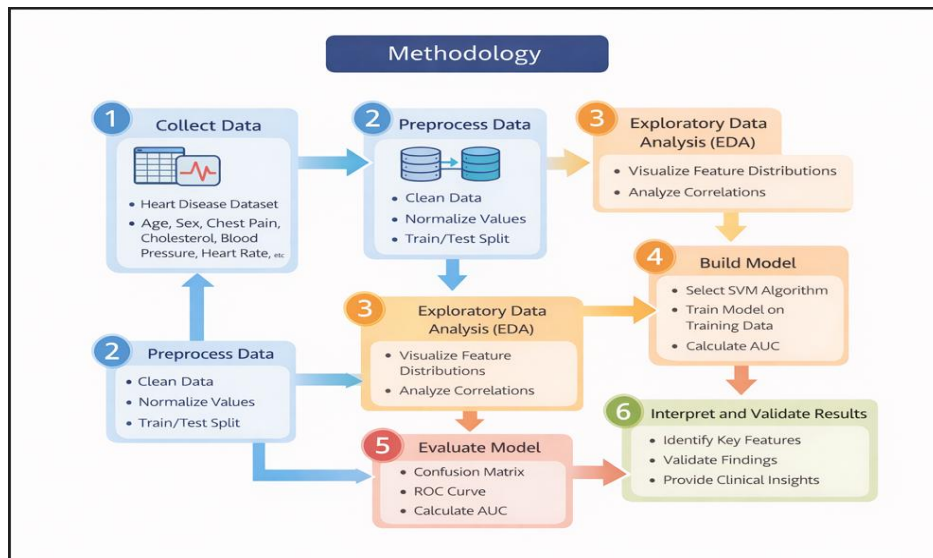 Methodology
1
Collect Data
• Heart Disease Dataset
• Age, Sex, Chest Pain,
Cholesterol, Blood
Pressure, Heart Rate, etc
2
Preprocess Data
• Clean Data
• Normalize Values
• Train/Test Split
3
Exploratory Data
Analysis (EDA)
• Visualize Feature Distributions
• Analyze Correlations
2
Preprocess Data
• Clean Data
• Normalize Values
• Train/Test Split
3
Exploratory Data
Analysis (EDA)
• Visualize Feature
Distributions
• Analyze Correlations
4
Build Model
• Select SVM Algorithm
• Train Model on
Training Data
• Calculate AUC
5
Evaluate Model
• Confusion Matrix
• ROC Curve
• Calculate AUC
6
Interpret and Validate Results
• Identify Key Features
• Validate Findings
• Provide Clinical Insights